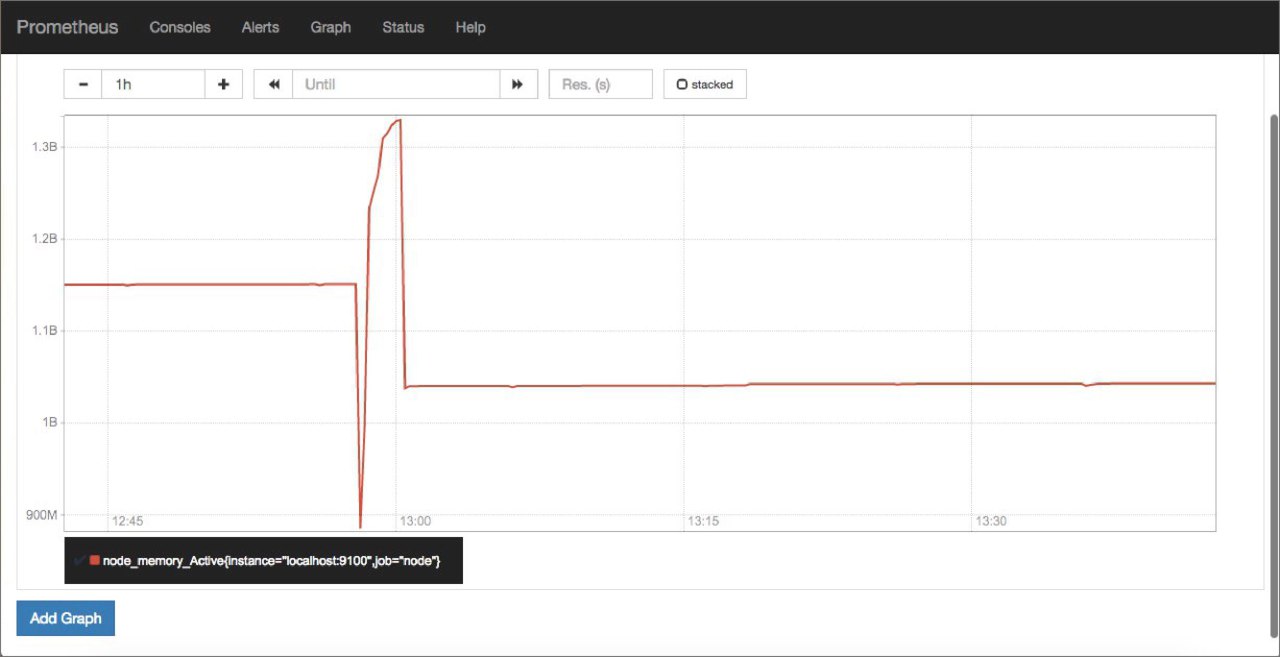 Prometheus Consoles Alerts Graph Status Help
1h Until Res. (s) stacked
1.3B
1.2B
1.1B
1B
900M
12:45 13:00 13:15 13:30
node_memory_Active{instance="localhost:9100",job="node"}
Add Graph